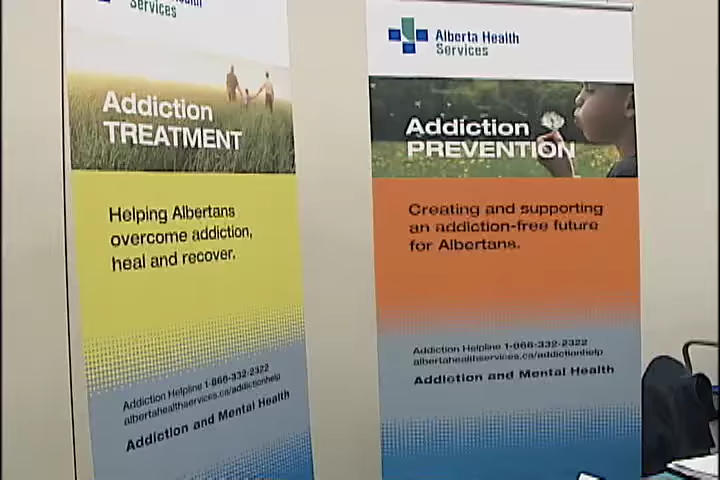 Health
Services
Addiction
TREATMENT
Helping Albertans
overcome addiction,
heal and recover.
Addiction Helpline 1-866-332-2322
albertahealthservices.ca/addictionhelp
Addiction and Mental Health
Alberta Health
Services
Addiction
PREVENTION
Creating and supporting
an addiction-free future
for Albertans.
Addiction Helpline 1-866-332-2322
albertahealthservices.ca/addictionhelp
Addiction and Mental Health